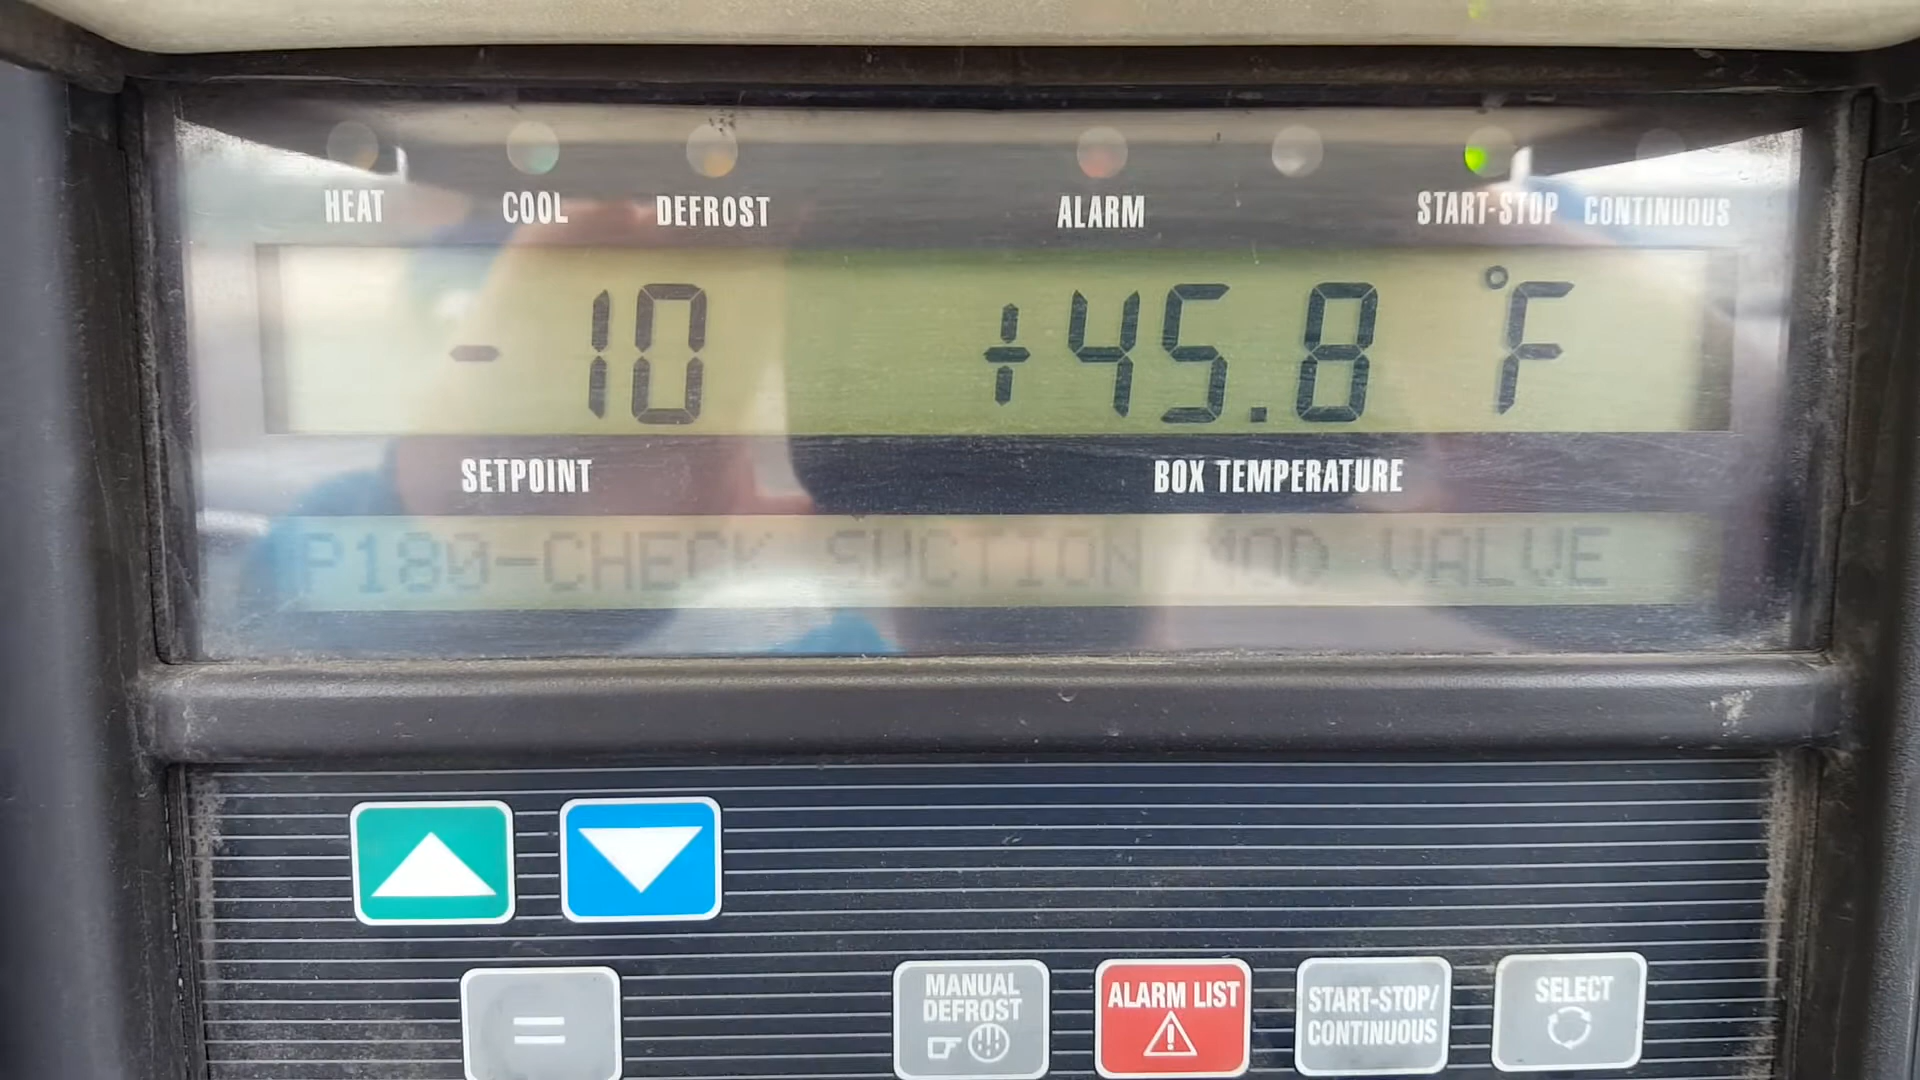 HEAT COOL DEFROST ALARM START-STOP CONTINUOUS
- 10 +45.8 °F
SETPOINT BOX TEMPERATURE
P180-CHECK SUCTION MOD VALVE
MANUAL DEFROST
ALARM LIST
START-STOP/
CONTINUOUS
SELECT
=